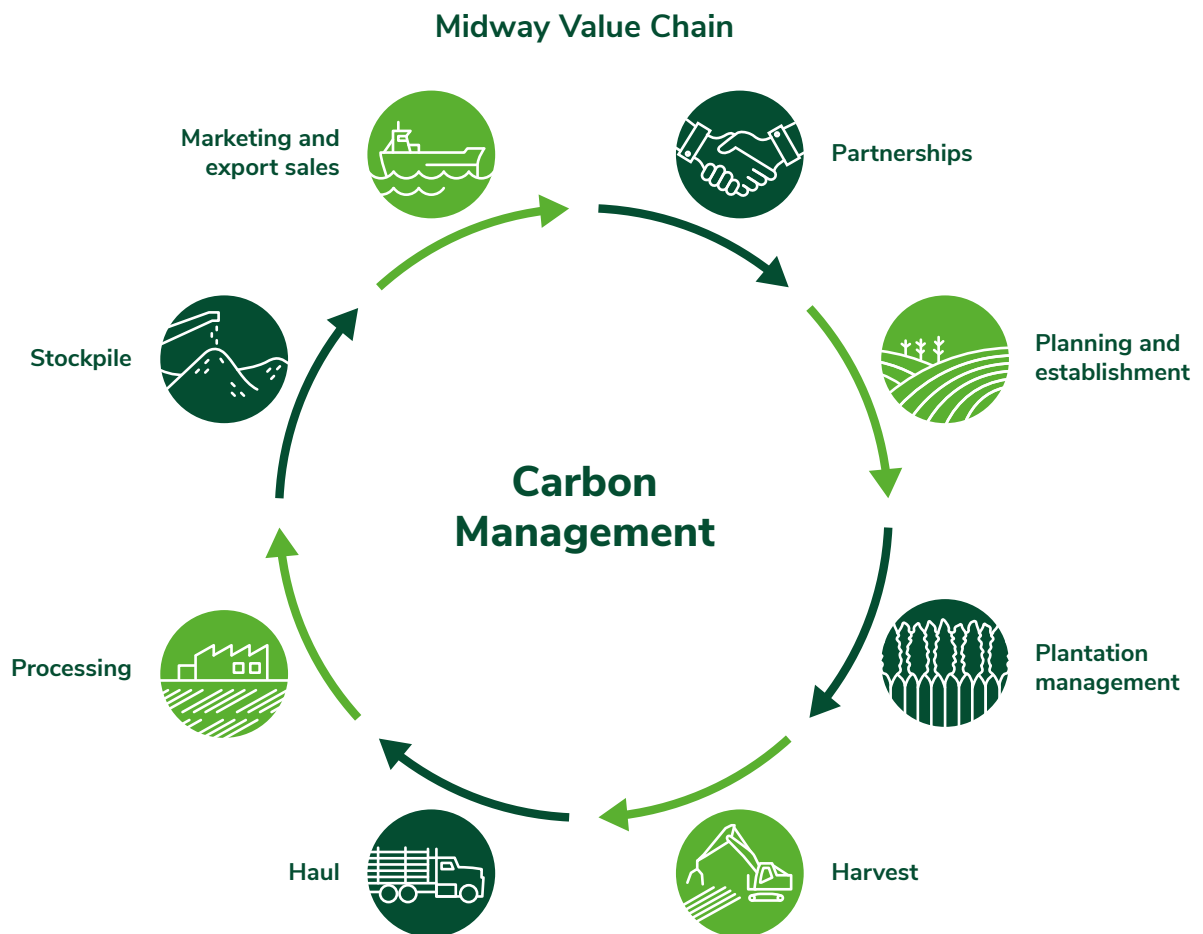 Midway Value Chain
Marketing and
export sales
Partnerships
Stockpile
Planning and
establishment
Carbon
Management
Processing
Plantation
management
Haul
Harvest